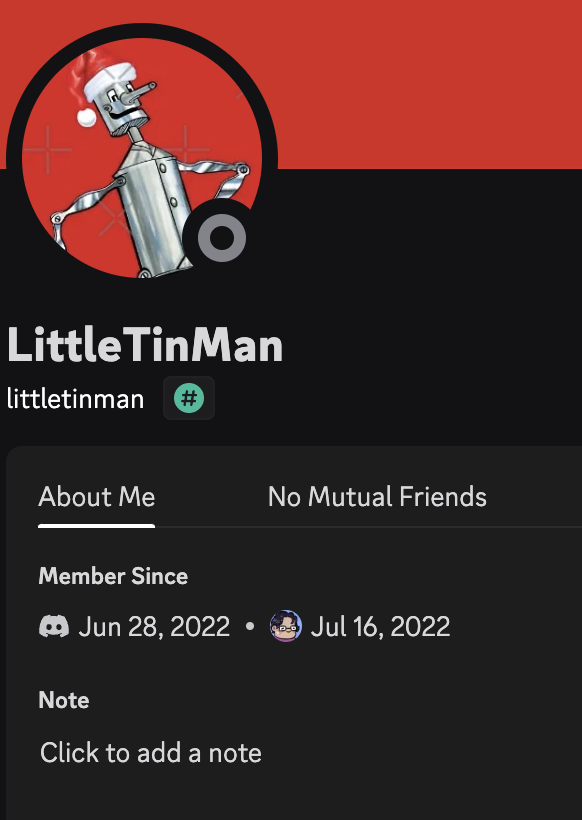 LittleTinMan
littletinman #
About Me No Mutual Friends
Member Since
Jun 28, 2022 • Jul 16, 2022
Note
Click to add a note